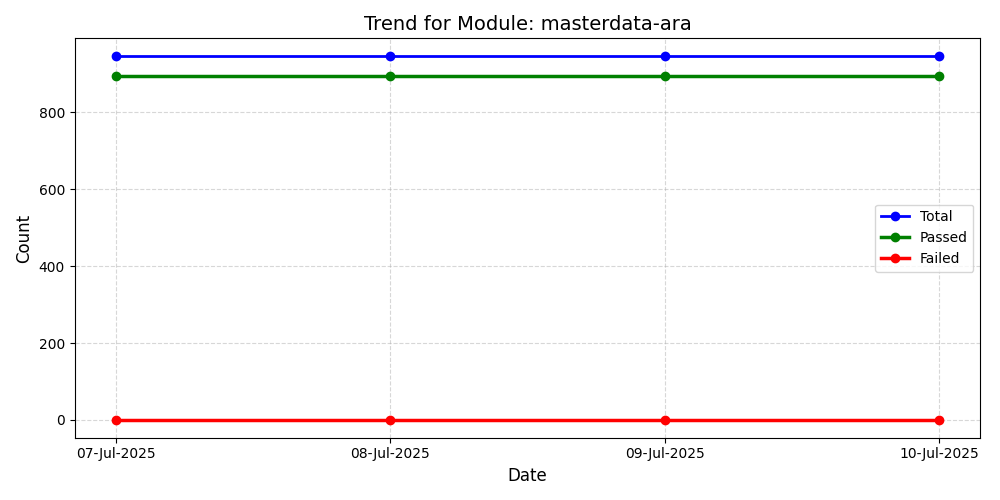 Trend for Module: masterdata-ara
Count
800
600
400
200
0
Total
Passed
Failed
07-Jul-2025
08-Jul-2025
09-Jul-2025
10-Jul-2025
Date